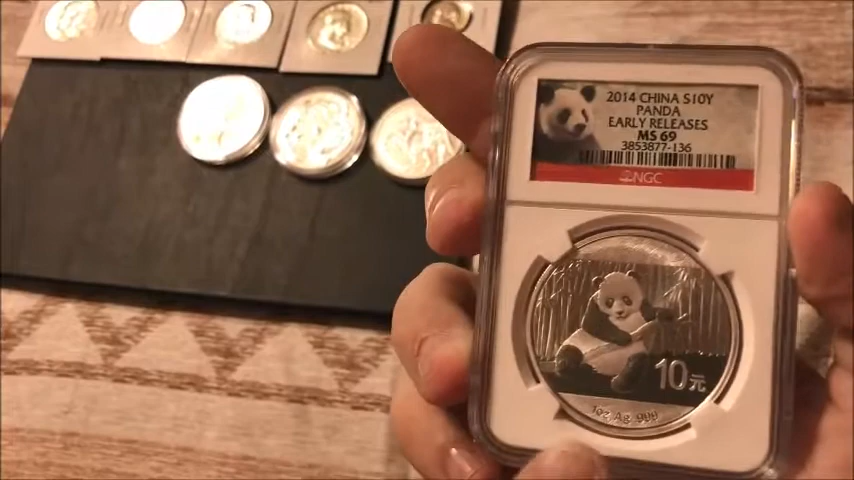 2014 CHINA S10Y
PANDA
EARLY RELEASES
MS 69
3853877-136
NGC
10元
1oz Ag .999